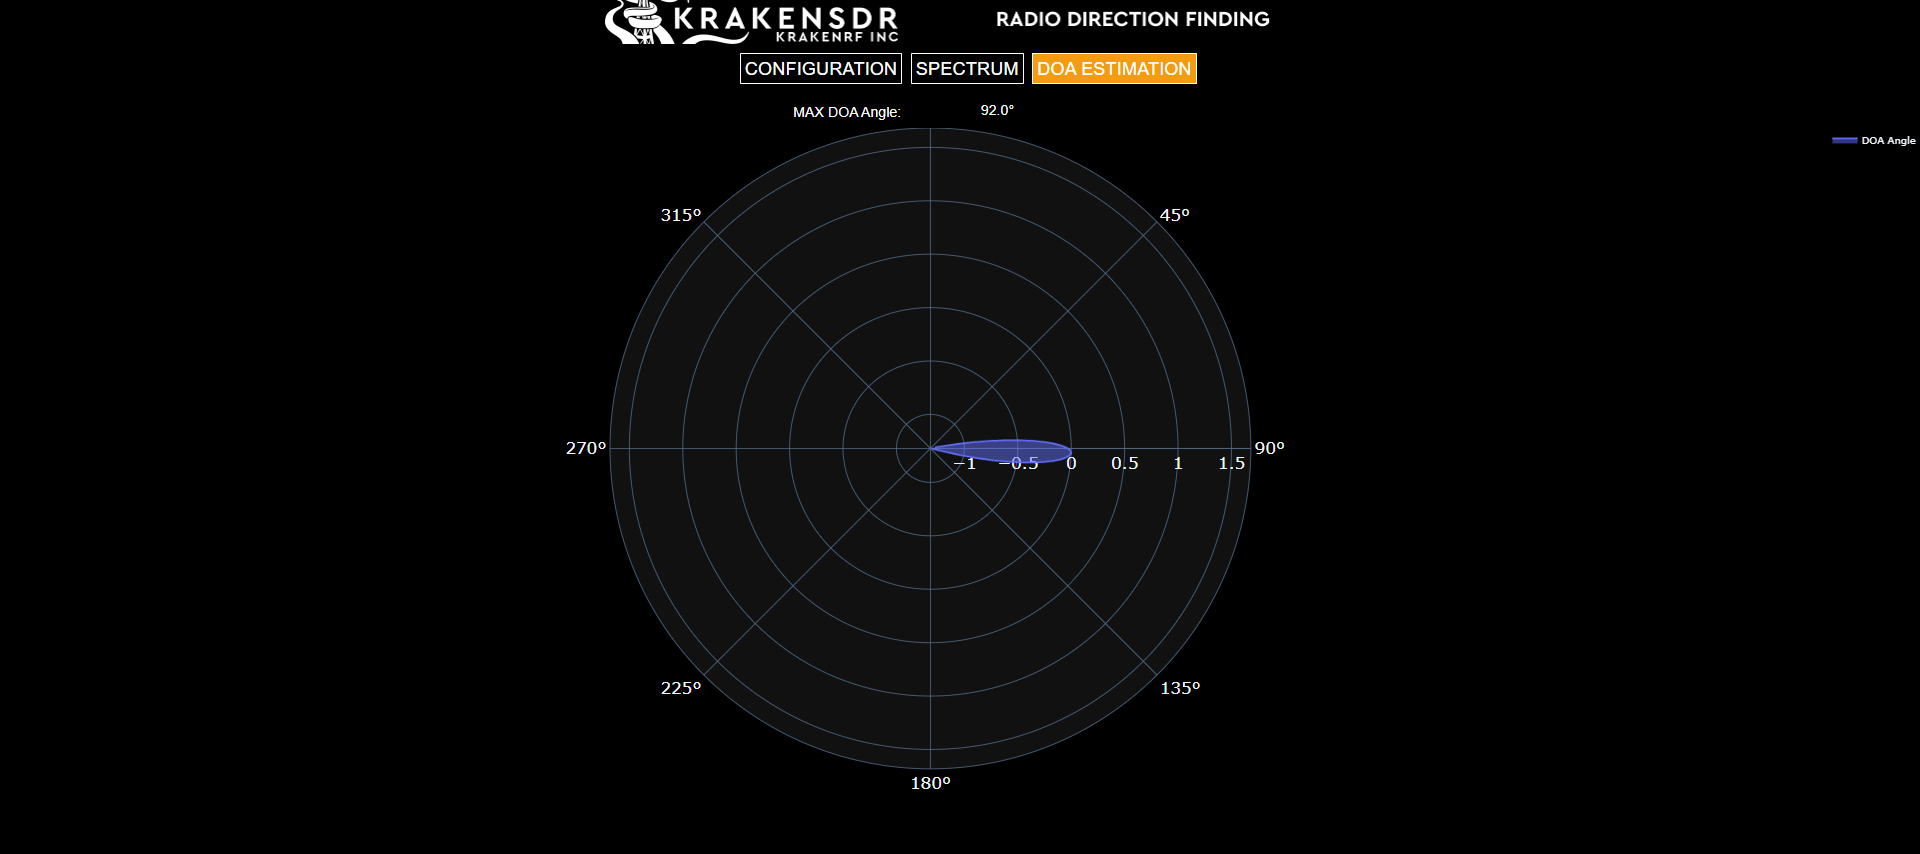 KRAKENSDR
KRAKENRF INC
RADIO DIRECTION FINDING
CONFIGURATION
SPECTRUM
DOA ESTIMATION
MAX DOA Angle:
92.0°
DOA Angle
315°
45°
270°
−1
−0.5
0
0.5
1
1.5
90°
225°
135°
180°